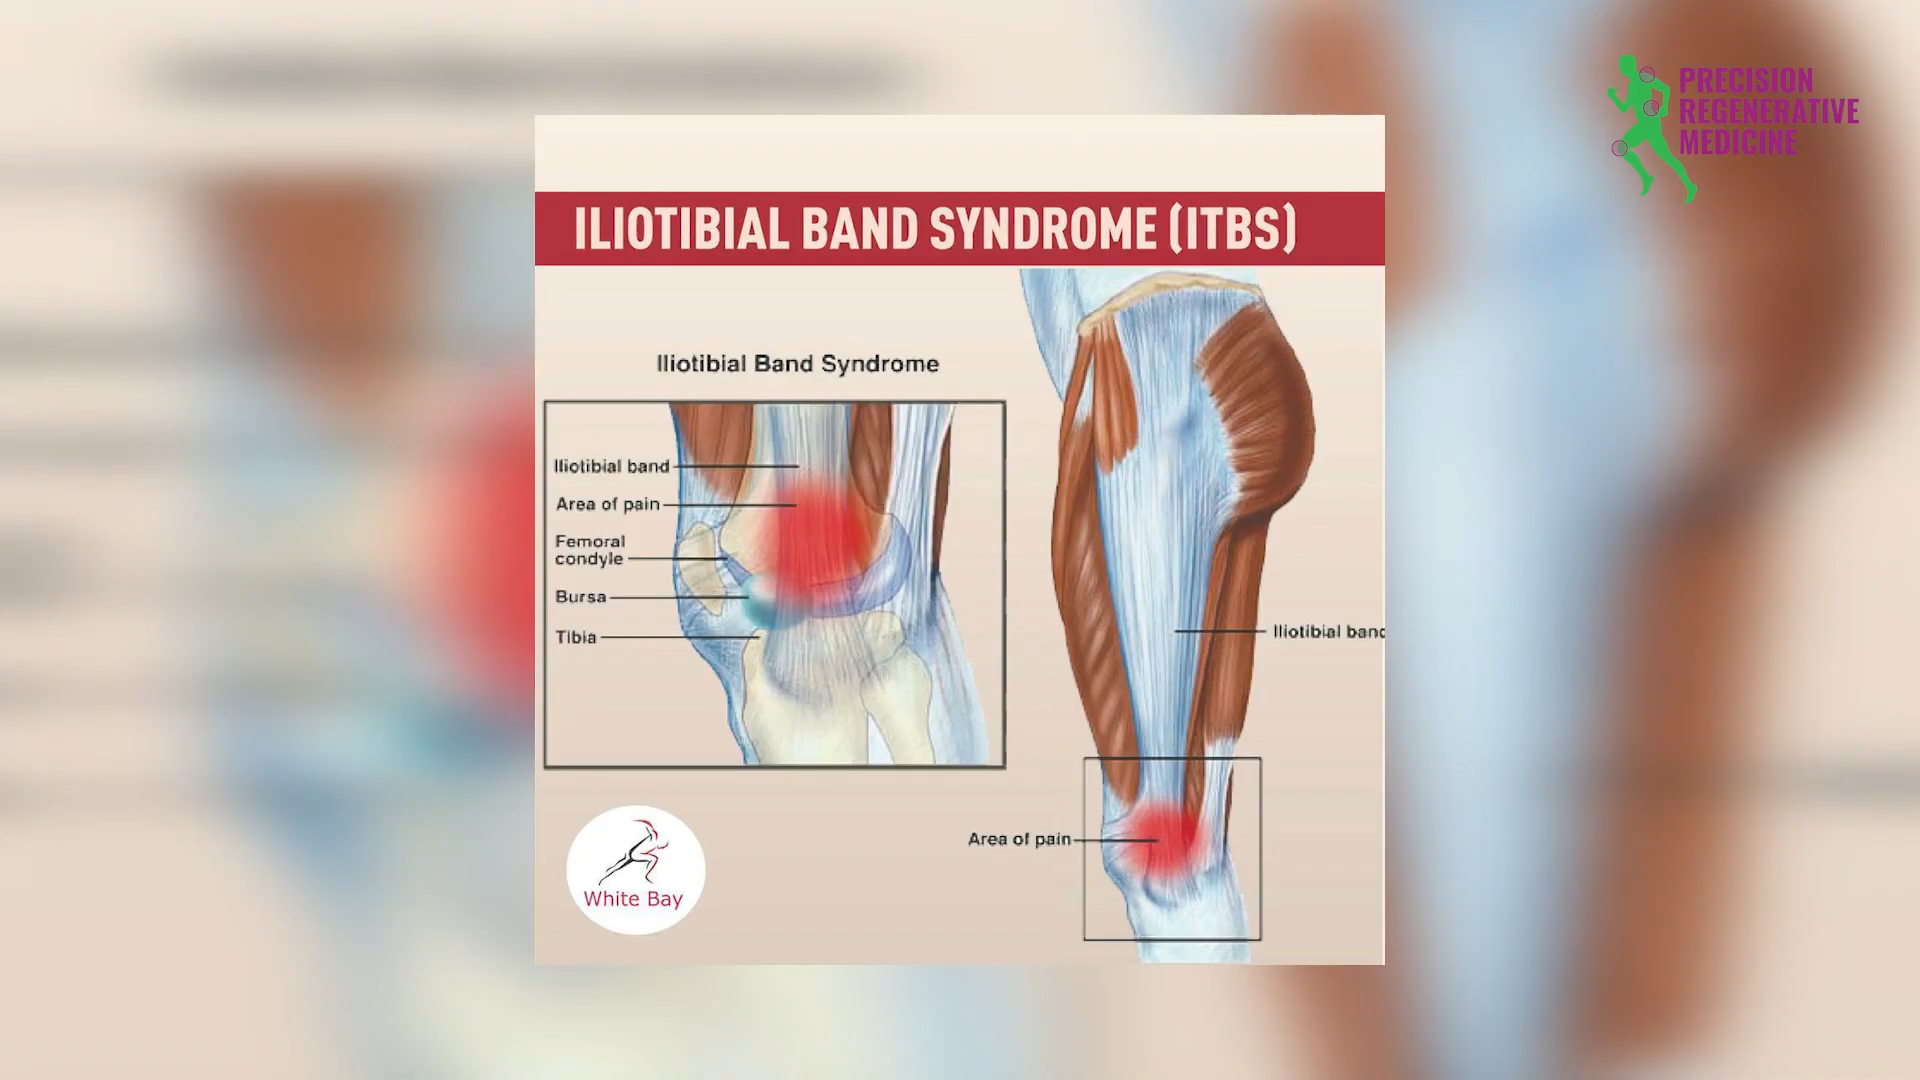 PRECISION
REGENERATIVE
MEDICINE
ILIOTIBIAL BAND SYNDROME (ITBS)
Iliotibial Band Syndrome
Iliotibial band
Area of pain
Femoral
condyle
Bursa
Tibia
Iliotibial band
Area of pain
White Bay